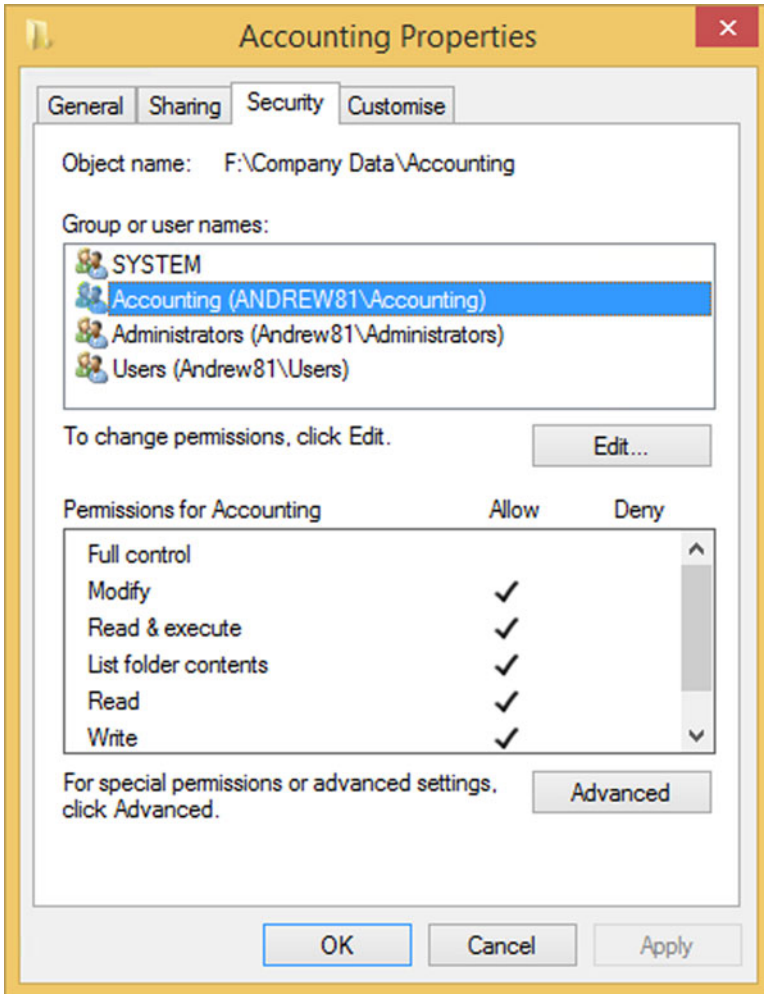 Accounting Properties
General Sharing Security Customise
Object name: F:\Company Data\Accounting
Group or user names:
SYSTEM
Accounting (ANDREW81\Accounting)
Administrators (Andrew81\Administrators)
Users (Andrew81\Users)
To change permissions, click Edit.
Edit...
Permissions for Accounting Allow Deny
Full control
Modify
Read & execute
List folder contents
Read
Write
For special permissions or advanced settings,
click Advanced.
Advanced
OK Cancel Apply